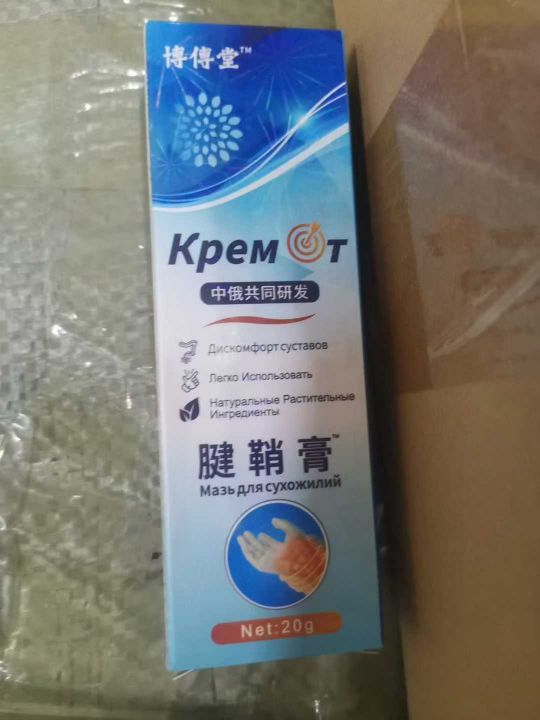 博傳堂™
Крем От
中俄共同研发
Дискомфорт суставов
Легко Использовать
Натуральные Растительные
Ингредиенты
腱鞘膏™
Мазь для сухожилий
Net:20g